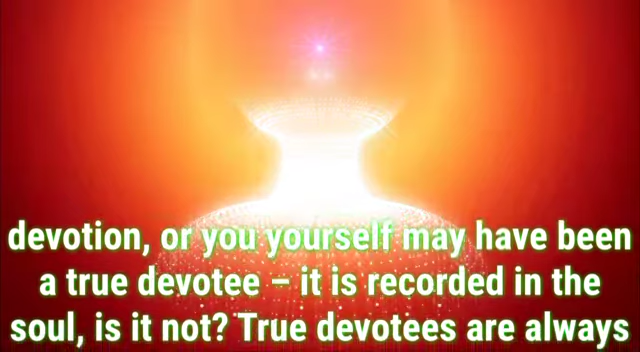 devotion, or you yourself may have been
a true devotee – it is recorded in the
soul, is it not? True devotees are always